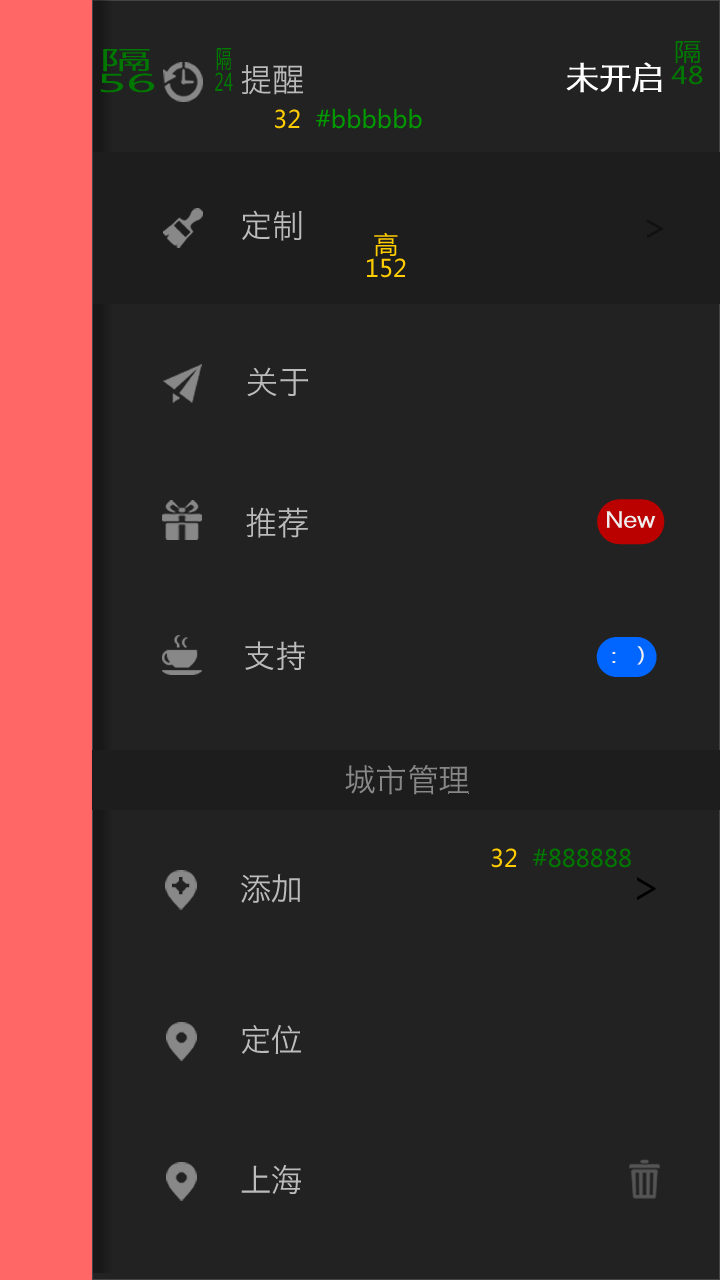 隔
56
隔
24
提醒
未开启
隔
48
32 #bbbbbb
定制
>
高
152
关于
推荐
New
支持
: )
城市管理
32 #888888
添加
>
定位
上海